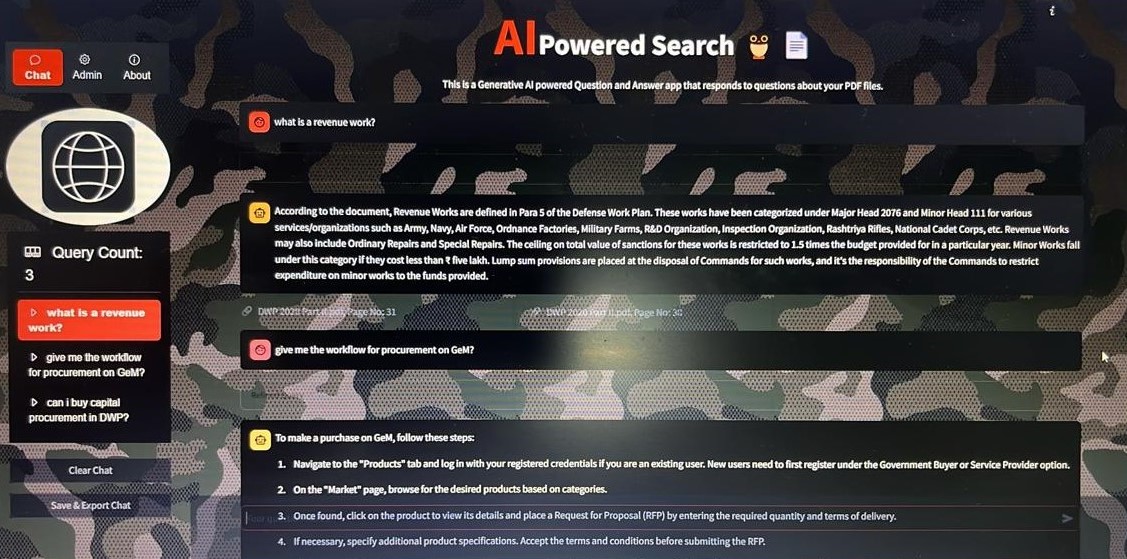 i
AI Powered Search
This is a Generative AI powered Question and Answer app that responds to questions about your PDF files.
Chat
Admin
About
Query Count:
3
what is a revenue
work?
give me the workflow
for procurement on GeM?
can i buy capital
procurement in DWP?
Clear Chat
Save & Export Chat
what is a revenue work?
According to the document, Revenue Works are defined in Para 5 of the Defense Work Plan. These works have been categorized under Major Head 2076 and Minor Head 111 for various
services/organizations such as Army, Navy, Air Force, Ordnance Factories, Military Farms, R&D Organization, Inspection Organization, Rashtriya Rifles, National Cadet Corps, etc. Revenue Works
may also include Ordinary Repairs and Special Repairs. The ceiling on total value of sanctions for these works is restricted to 1.5 times the budget provided for in a particular year. Minor Works fall
under this category if they cost less than ₹ five lakh. Lump sum provisions are placed at the disposal of Commands for such works, and it's the responsibility of the Commands to restrict
expenditure on minor works to the funds provided.
DWP 2020 Part II.pdf, Page No: 31
DWP 2020 Part II.pdf, Page No: 30
give me the workflow for procurement on GeM?
To make a purchase on GeM, follow these steps:
1. Navigate to the "Products" tab and log in with your registered credentials if you are an existing user. New users need to first register under the Government Buyer or Service Provider option.
2. On the "Market" page, browse for the desired products based on categories.
3. Once found, click on the product to view its details and place a Request for Proposal (RFP) by entering the required quantity and terms of delivery.
4. If necessary, specify additional product specifications. Accept the terms and conditions before submitting the RFP.